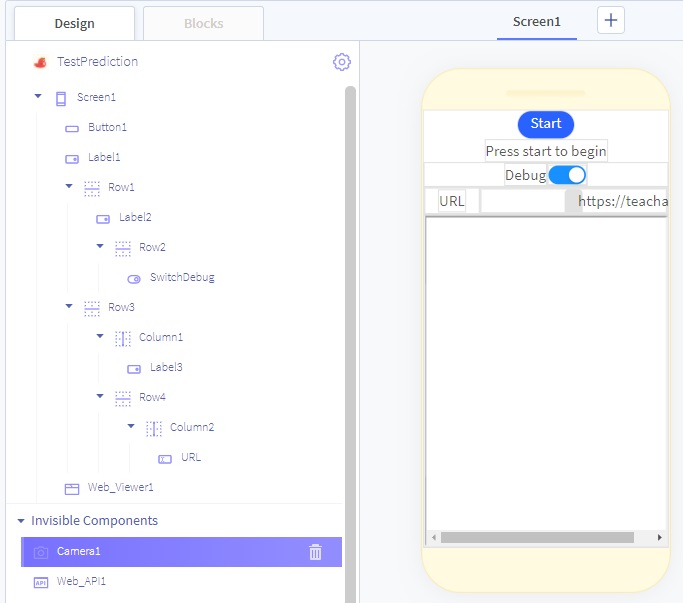 Design
Blocks
Screen1
+
TestPrediction
Screen1
Button1
Label1
Row1
Label2
Row2
SwitchDebug
Row3
Column1
Label3
Row4
Column2
URL
Web_Viewer1
Invisible Components
Camera1
API Web_API1
Start
Press start to begin
Debug
URL https://teacha